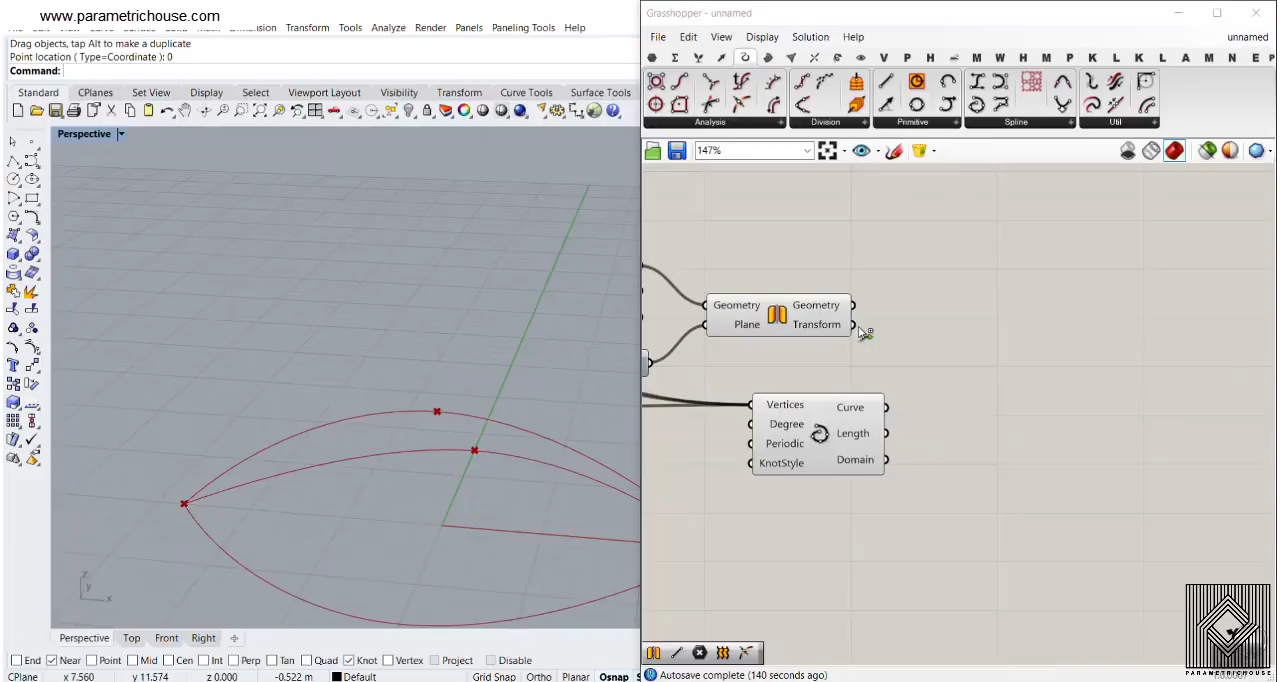 www.parametrichouse.com
Transform Tools Analyze Render Panels Paneling Tools Help
Drag objects, tap Alt to make a duplicate
Point location ( Type=Coordinate ): 0
Command:
Standard CPlanes Set View Display Select Viewport Layout Visibility Transform Curve Tools Surface Tools
Perspective
z
y
x
Perspective Top Front Right
End Near Point Mid Cen Int Perp Tan Quad Knot Vertex Project Disable
CPlane x 7.560 y 11.574 z 0.000 -0.522 m Default Grid Snap Ortho Planar Osnap
Grasshopper - unnamed
File Edit View Display Solution Help unnamed
V P H M W H M P K L K L A M N E P
Analysis Division Primitive Spline Util
147%
Geometry Geometry
Plane Transform
Vertices Curve
Degree Length
Periodic Domain
KnotStyle
Autosave complete (140 seconds ago)
PARAMETRICHOUSE